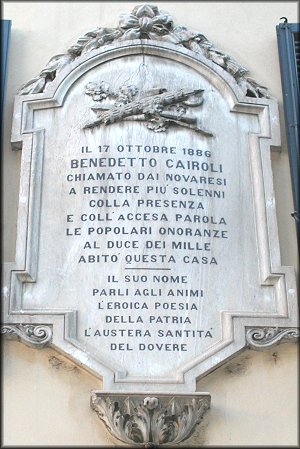 IL 17 OTTOBRE 1886
BENEDETTO CAIROLI
CHIAMATO DAI NOVARESI
A RENDERE PIÙ SOLENNI
COLLA PRESENZA
E COLL'ACCESA PAROLA
LE POPOLARI ONORANZE
AL DUCE DEI MILLE
ABITÒ QUESTA CASA
IL SUO NOME
PARLI AGLI ANIMI
L'EROICA POESIA
DELLA PATRIA
L'AUSTERA SANTITÀ
DEL DOVERE